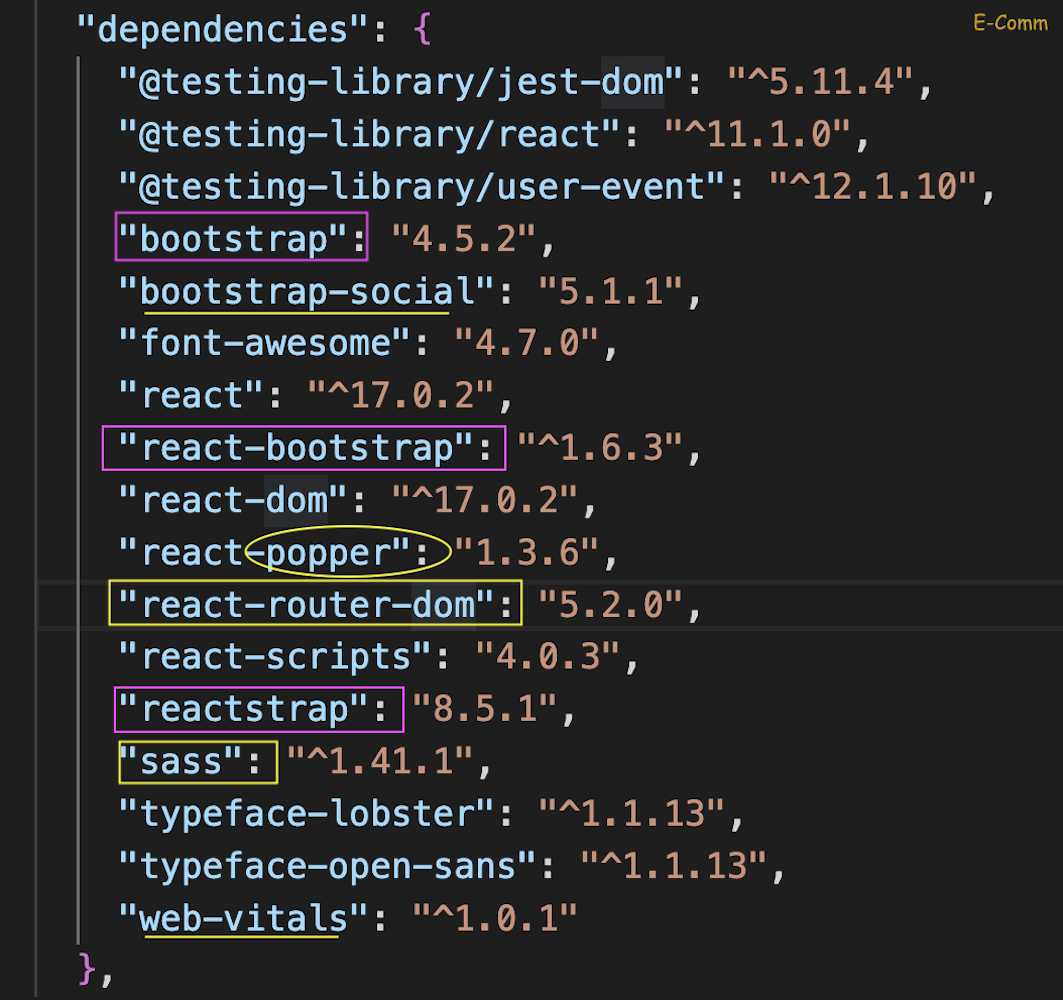 E-Comm
"dependencies": {
"@testing-library/jest-dom": "^5.11.4",
"@testing-library/react": "^11.1.0",
"@testing-library/user-event": "^12.1.10",
"bootstrap": "4.5.2",
"bootstrap-social": "5.1.1",
"font-awesome": "4.7.0",
"react": "^17.0.2",
"react-bootstrap": "^1.6.3",
"react-dom": "^17.0.2",
"react-popper": "1.3.6",
"react-router-dom": "5.2.0",
"react-scripts": "4.0.3",
"reactstrap": "8.5.1",
"sass": "^1.41.1",
"typeface-lobster": "^1.1.13",
"typeface-open-sans": "^1.1.13",
"web-vitals": "^1.0.1"
},